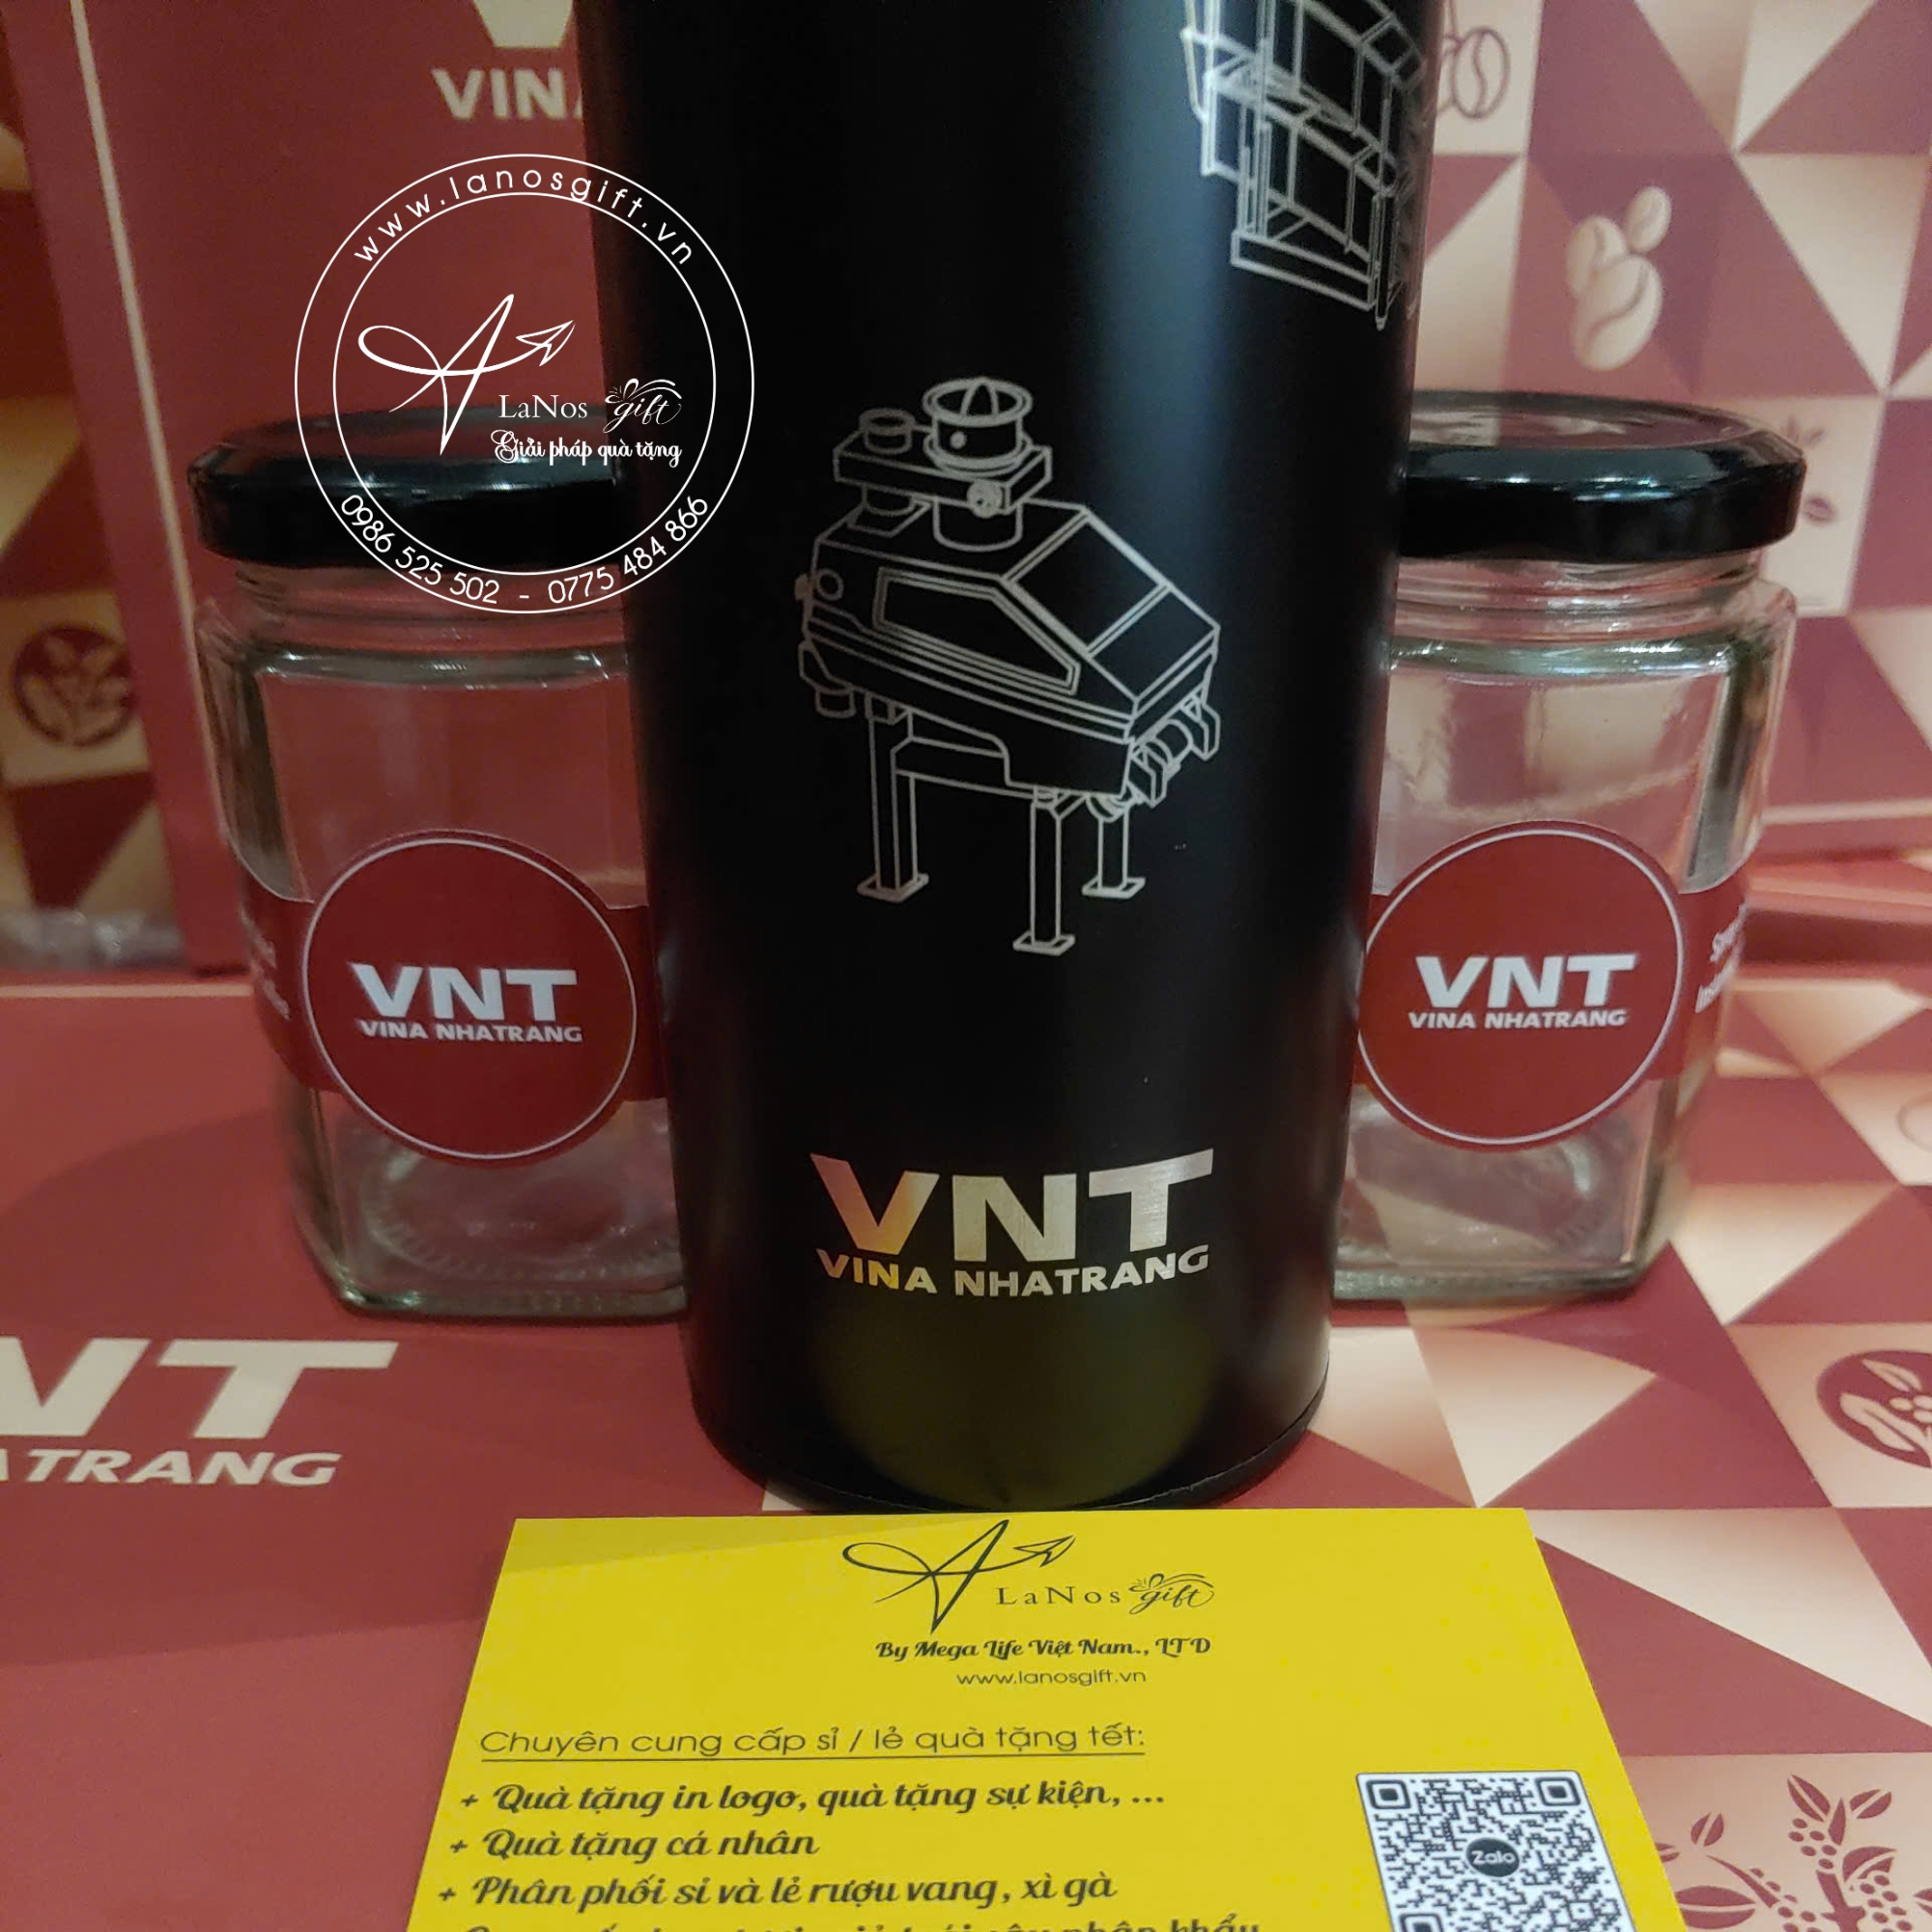 VIN
www.lanosgift.vn
LaNos gift
Giải pháp quà tặng
0986 525 502 - 0775 484 866
VNT
VINA NHATRANG
VNT
VINA NHATRANG
VNT
VINA NHATRANG
NT
TRANG
LaNos gift
By Mega Life Việt Nam., LTD
www.lanosgift.vn
Chuyên cung cấp sỉ / lẻ quà tặng tết:
+ Quà tặng in logo, quà tặng sự kiện, ...
+ Quà tặng cá nhân
Zalo
+ Phân phối sỉ và lẻ rượu vang, xì gà